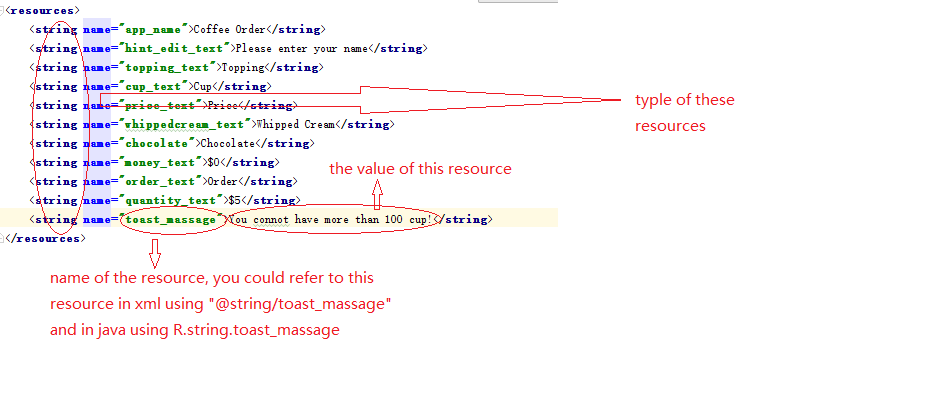 <resources>
<string name="app_name">Coffee Order</string>
<string name="hint_edit_text">Please enter your name</string>
<string name="topping_text">Topping</string>
<string name="cup_text">Cup</string>
<string name="price_text">Price</string>
<string name="whippedcream_text">Whipped Cream</string>
<string name="chocolate">Chocolate</string>
<string name="money_text">$0</string>
<string name="order_text">Order</string>
<string name="quantity_text">$5</string>
<string name="toast_massage">You connot have more than 100 cup!</string>
</resources>
typle of these
resources
the value of this resource
name of the resource, you could refer to this
resource in xml using "@string/toast_massage"
and in java using R.string.toast_massage